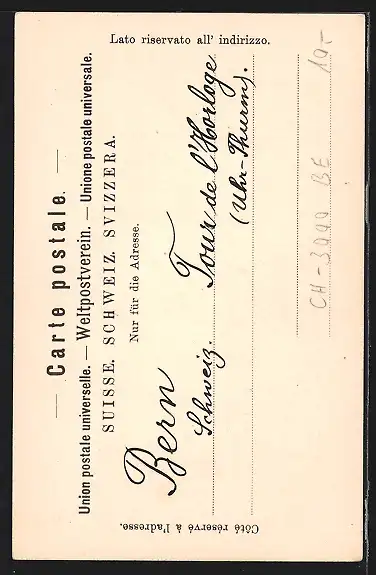 Carte postale.
Union postale universelle. — Weltpostverein. — Unione postale universale.
SUISSE. SCHWEIZ. SVIZZERA.
Nur für die Adresse.
Côté réservé à l'adresse.
Lato riservato all' indirizzo.
Bern Tour de l'Horloge
Schweiz. (Uhr-Thurm).
CH-3000 BE 10,-